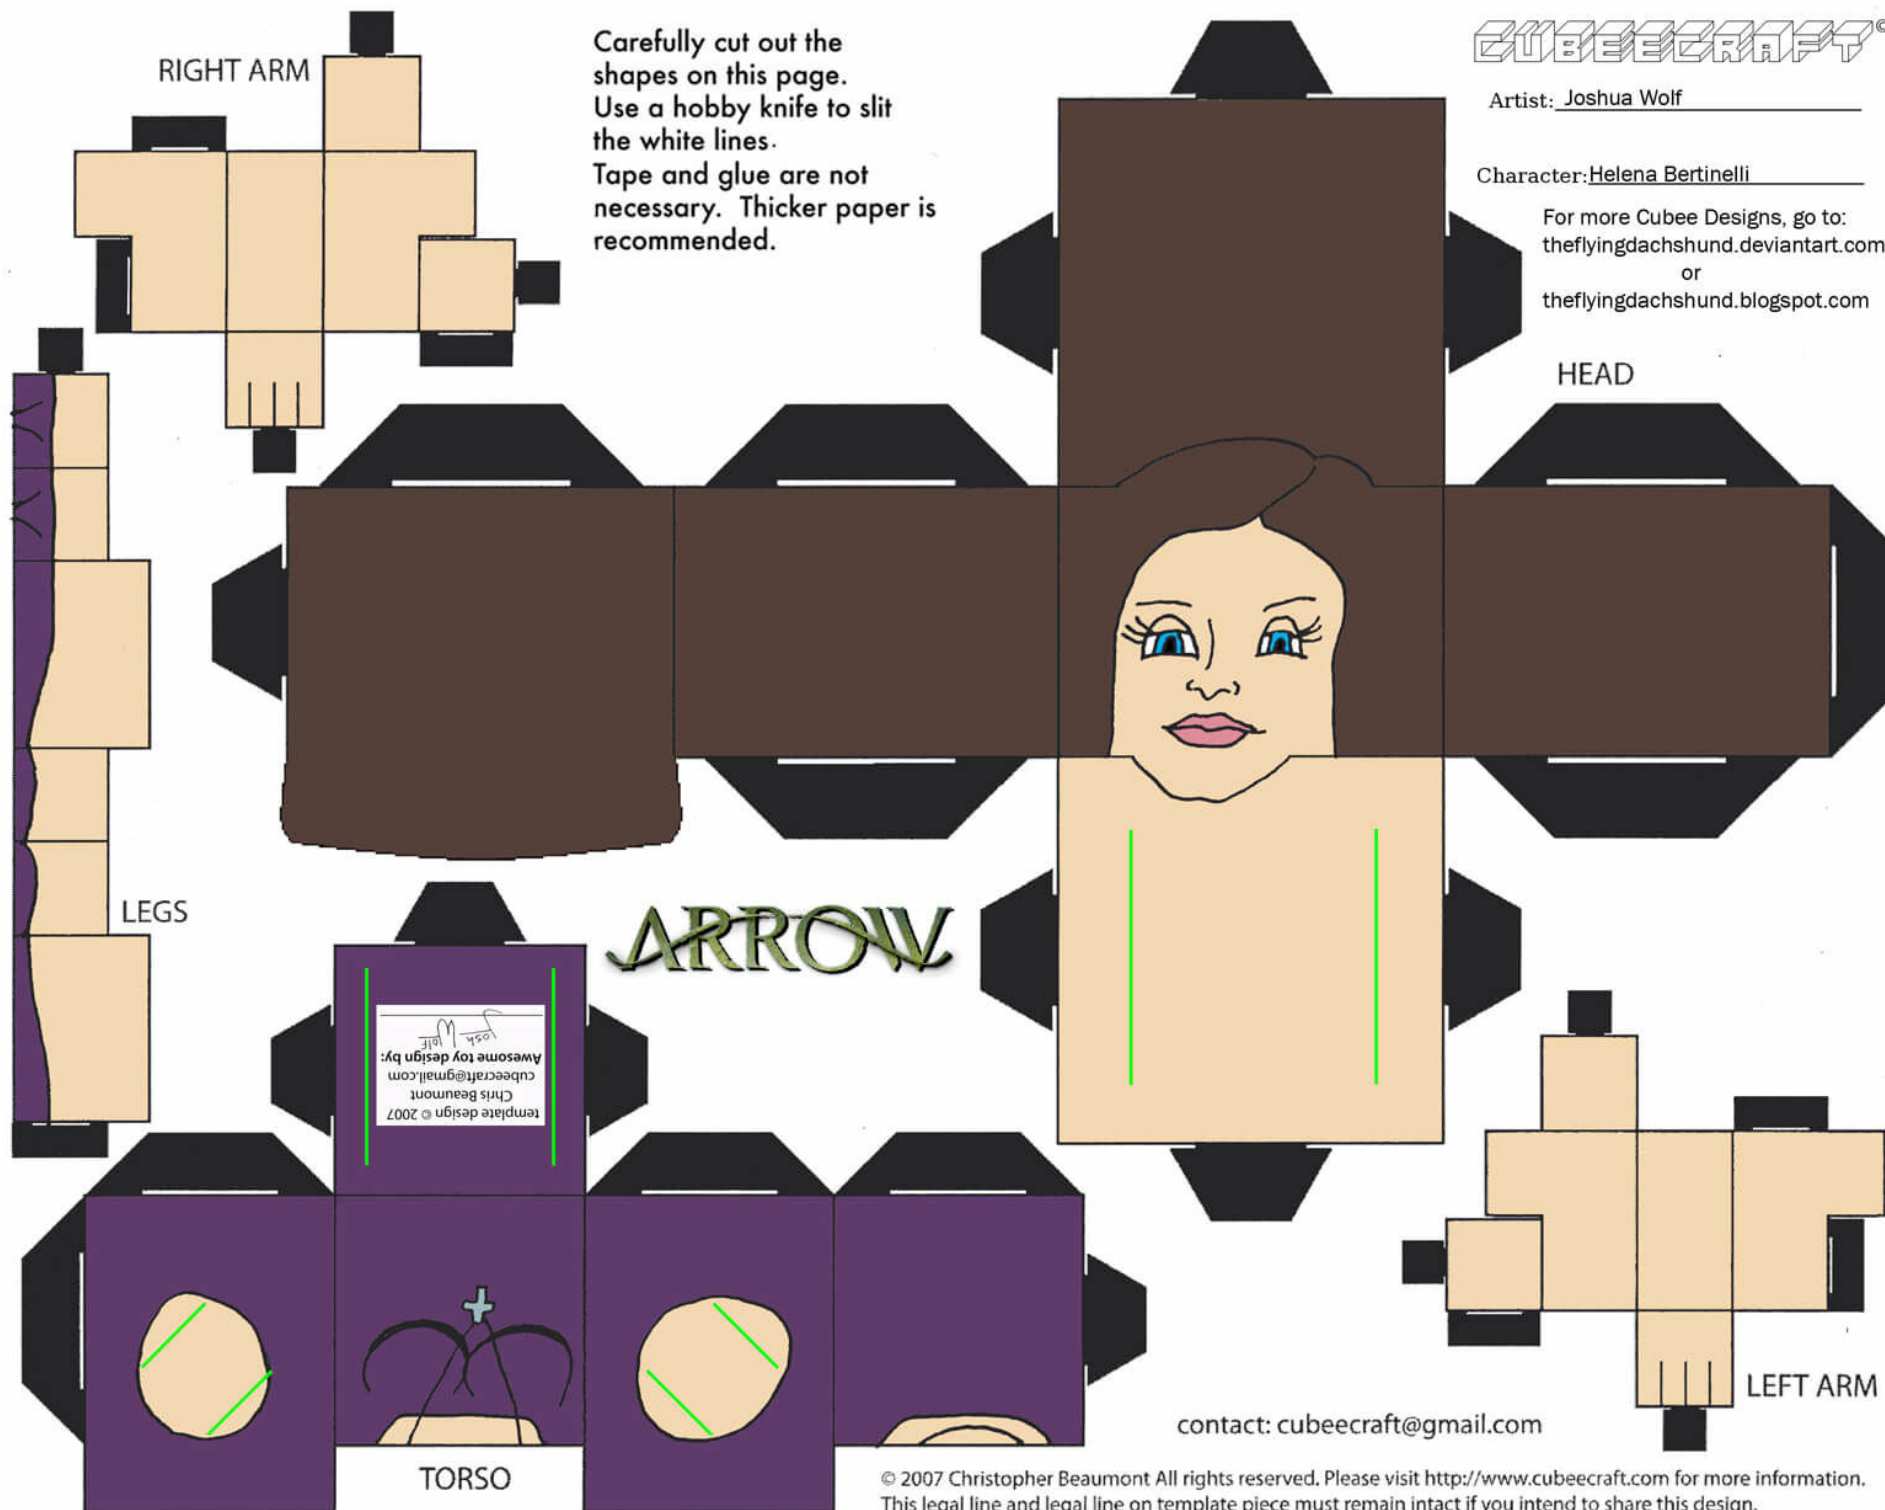 RIGHT ARM
Carefully cut out the
shapes on this page.
Use a hobby knife to slit
the white lines.
Tape and glue are not
necessary. Thicker paper is
recommended.
CUBEECRAFT©
Artist: Joshua Wolf
Character: Helena Bertinelli
For more Cubee Designs, go to:
theflyingdachshund.deviantart.com
or
theflyingdachshund.blogspot.com
HEAD
LEGS
ARROW
template design © 2007
Chris Beaumont
cubeecraft@gmail.com
Awesome toy design by:
Josh Wolf
LEFT ARM
contact: cubeecraft@gmail.com
TORSO
© 2007 Christopher Beaumont All rights reserved. Please visit http://www.cubeecraft.com for more information.
This legal line and legal line on template piece must remain intact if you intend to share this design.